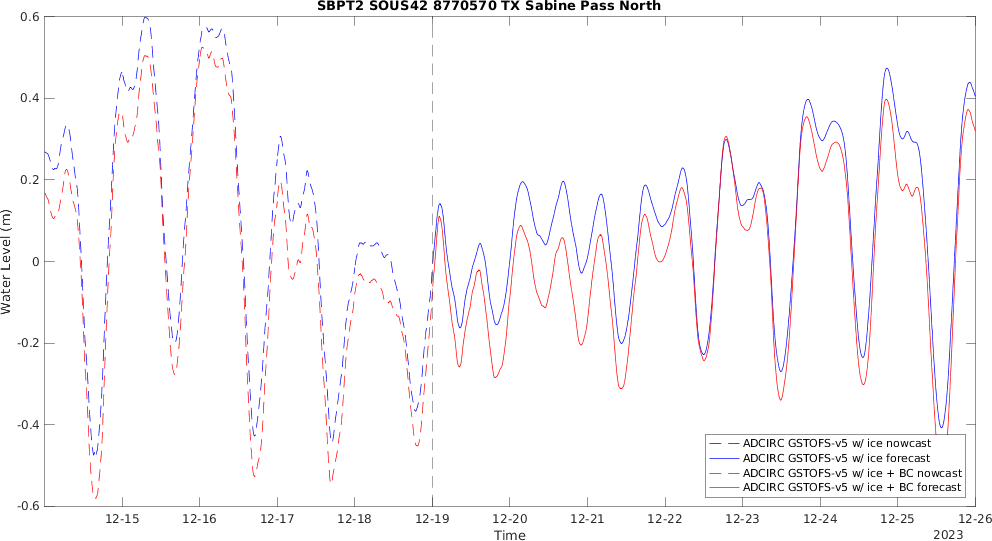 SBPT2 SOUS42 8770570 TX Sabine Pass North
0.6
0.4
0.2
0
-0.2
-0.4
-0.6
Water Level (m)
12-15
12-16
12-17
12-18
12-19
12-20
12-21
12-22
12-23
12-24
12-25
12-26
Time
2023
ADCIRC GSTOFS-v5 w/ ice nowcast
ADCIRC GSTOFS-v5 w/ ice forecast
ADCIRC GSTOFS-v5 w/ ice + BC nowcast
ADCIRC GSTOFS-v5 w/ ice + BC forecast